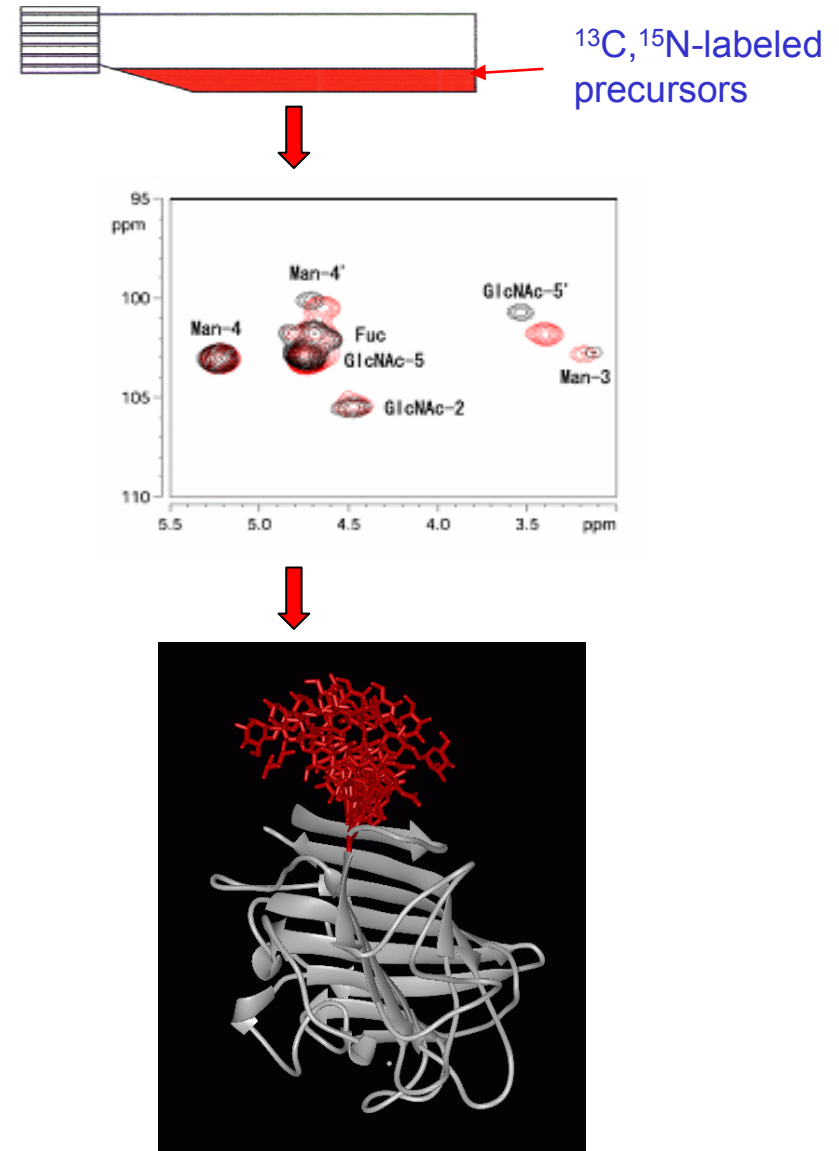 ¹³C,¹⁵N-labeled
precursors
95
ppm
Man-4'
100
GlcNAc-5'
Man-4
Fuc
GlcNAc-5
Man-3
105
GlcNAc-2
110
5.5 5.0 4.5 4.0 3.5 ppm